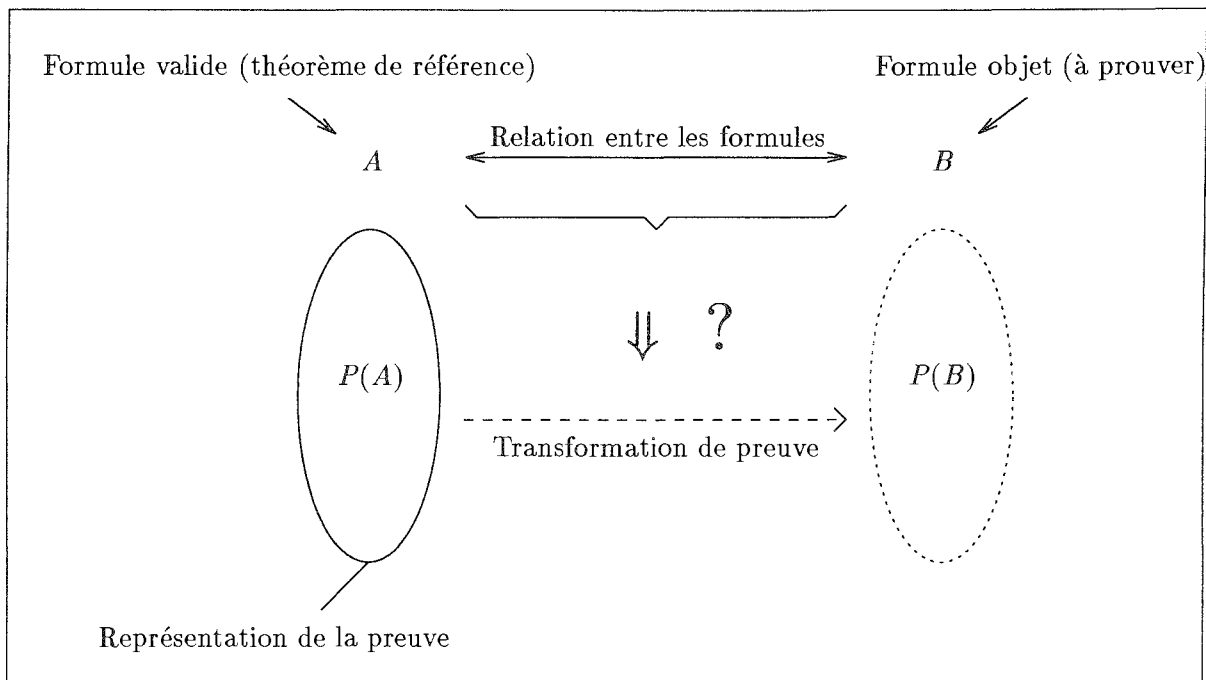 Formule valide (théorème de référence)
Formule objet (à prouver)
Relation entre les formules
A
B
⇓ ?
P(A)
P(B)
Transformation de preuve
Représentation de la preuve